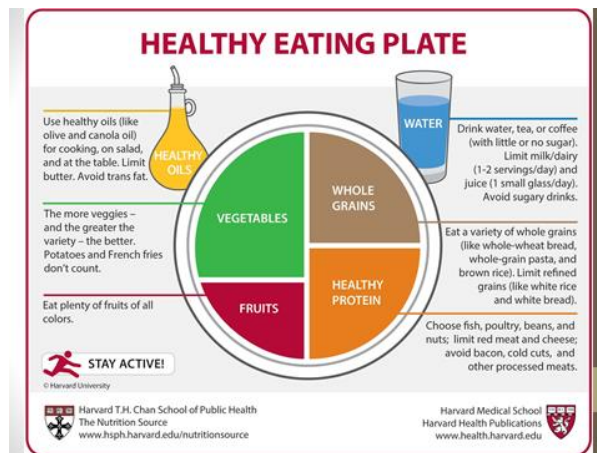 HEALTHY EATING PLATE
Use healthy oils (like
olive and canola oil)
for cooking, on salad,
and at the table. Limit
butter. Avoid trans fat.
HEALTHY
OILS
The more veggies –
and the greater the
variety – the better.
Potatoes and French fries
don't count.
Eat plenty of fruits of all
colors.
VEGETABLES
FRUITS
WHOLE
GRAINS
HEALTHY
PROTEIN
WATER
Drink water, tea, or coffee
(with little or no sugar).
Limit milk/dairy
(1-2 servings/day) and
juice (1 small glass/day).
Avoid sugary drinks.
Eat a variety of whole grains
(like whole-wheat bread,
whole-grain pasta, and
brown rice). Limit refined
grains (like white rice
and white bread).
Choose fish, poultry, beans, and
nuts; limit red meat and cheese;
avoid bacon, cold cuts, and
other processed meats.
STAY ACTIVE!
© Harvard University
Harvard T.H. Chan School of Public Health
The Nutrition Source
www.hsph.harvard.edu/nutritionsource
Harvard Medical School
Harvard Health Publications
www.health.harvard.edu